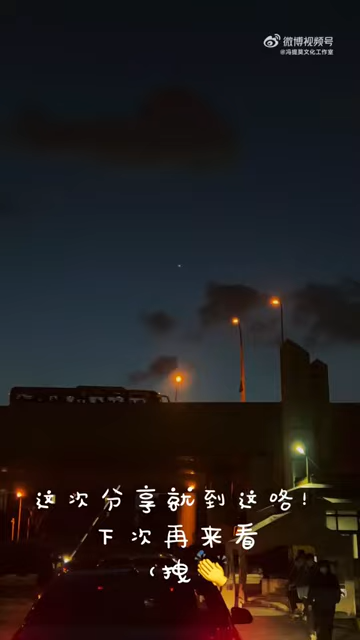 微博视频号
@冯提莫文化工作室
这次分享就到这咯！
下次再来看
（拽👏